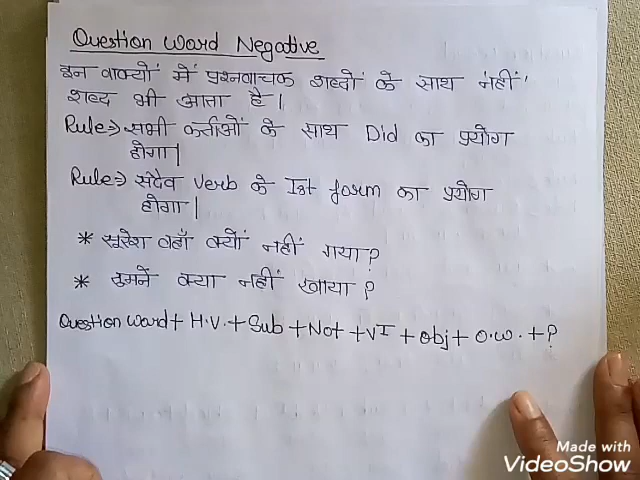 Question Word Negative
इन वाक्यों में प्रश्नवाचक शब्दों के साथ 'नहीं'
शब्द भी आता है।
Rule⇒ सभी कर्त्ताओं के साथ Did का प्रयोग
होगा।
Rule⇒ सदैव Verb के Ist form का प्रयोग
होगा।
* सुरेश वहाँ क्यों नहीं गया?
* तुमने क्या नहीं खाया?
Question word + H.V. + Sub + Not + VI + Obj + O.W. + ?
Made with
VideoShow